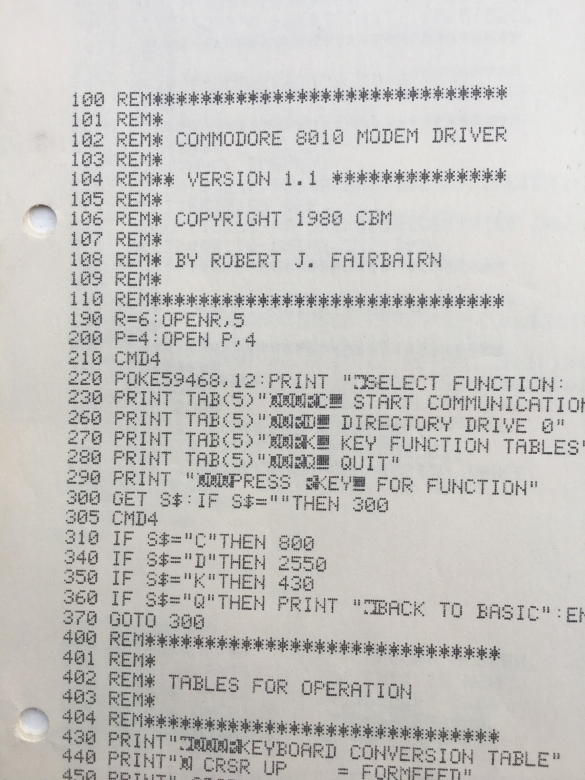 100 REM******************************
101 REM*
102 REM* COMMODORE 8010 MODEM DRIVER
103 REM*
104 REM** VERSION 1.1 ***************
105 REM*
106 REM* COPYRIGHT 1980 CBM
107 REM*
108 REM* BY ROBERT J. FAIRBAIRN
109 REM*
110 REM******************************
190 R=6:OPENR,5
200 P=4:OPEN P,4
210 CMD4
220 POKE59468,12:PRINT "SELECT FUNCTION:
230 PRINT TAB(5)"C START COMMUNICATION
260 PRINT TAB(5)"D DIRECTORY DRIVE 0"
270 PRINT TAB(5)"K KEY FUNCTION TABLES"
280 PRINT TAB(5)"Q QUIT"
290 PRINT "PRESS KEY FOR FUNCTION"
300 GET S$:IF S$=""THEN 300
305 CMD4
310 IF S$="C"THEN 800
340 IF S$="D"THEN 2550
350 IF S$="K"THEN 430
360 IF S$="Q"THEN PRINT "BACK TO BASIC":EN
370 GOTO 300
400 REM******************************
401 REM*
402 REM* TABLES FOR OPERATION
403 REM*
404 REM******************************
430 PRINT"KEYBOARD CONVERSION TABLE"
440 PRINT" CRSR UP = FORMFEED"
450 PRINT"